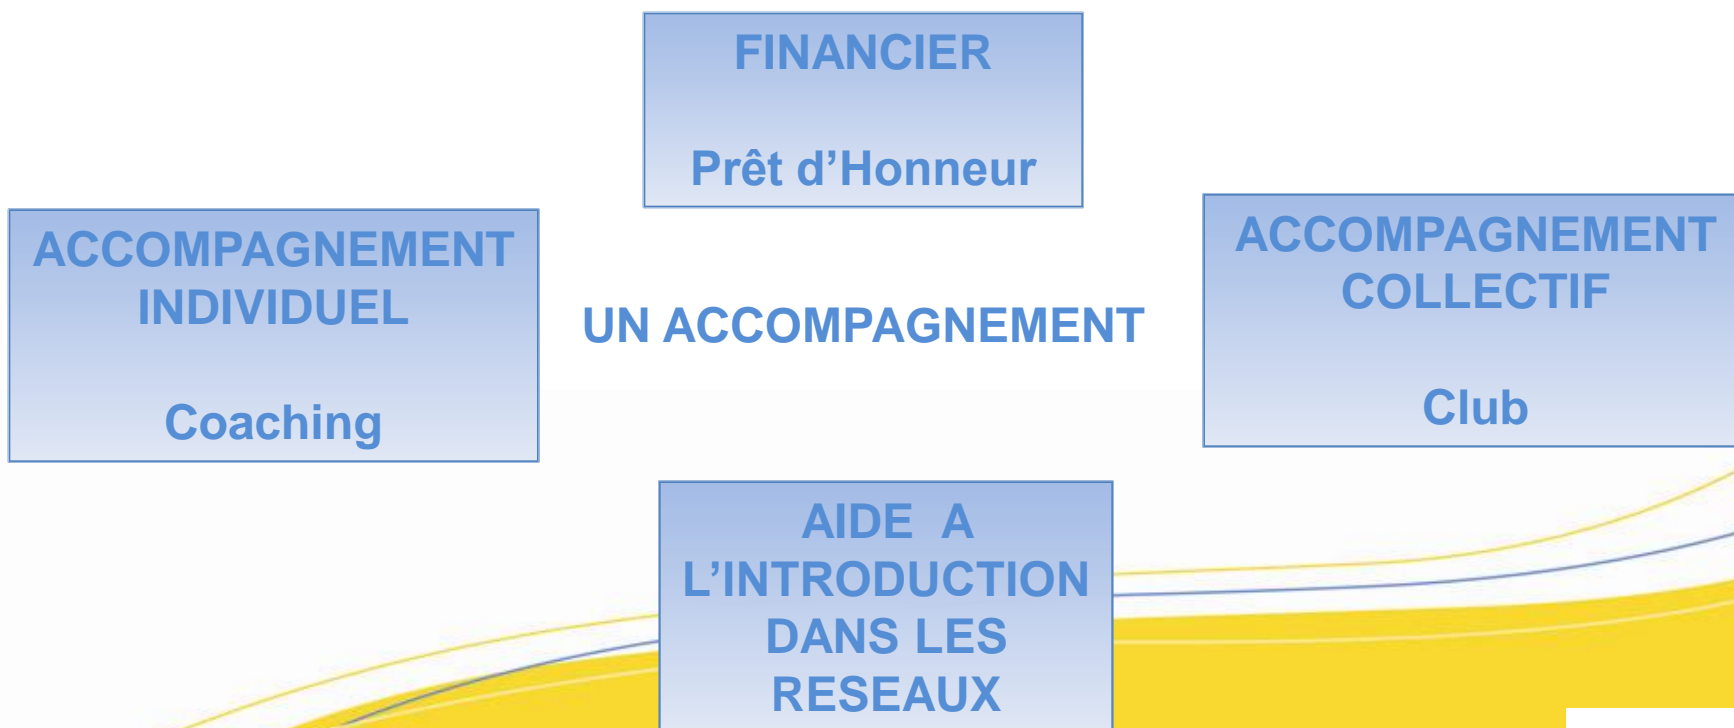 FINANCIER
Prêt d’Honneur
ACCOMPAGNEMENT
INDIVIDUEL
Coaching
UN ACCOMPAGNEMENT
ACCOMPAGNEMENT
COLLECTIF
Club
AIDE A
L’INTRODUCTION
DANS LES
RESEAUX